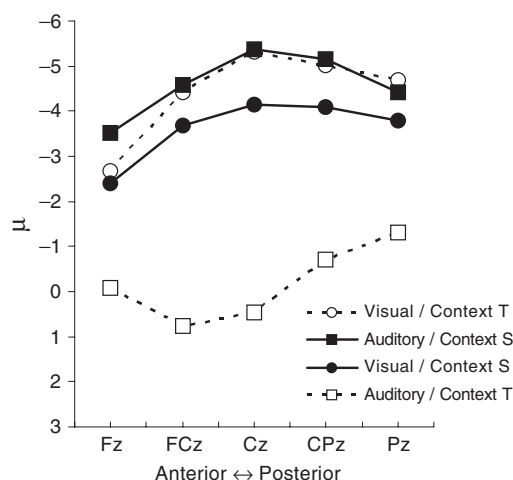 −6
−5
−4
−3
−2
−1
0
1
2
3
μ
Fz FCz Cz CPz Pz
Anterior ↔ Posterior
Visual / Context T
Auditory / Context S
Visual / Context S
Auditory / Context T